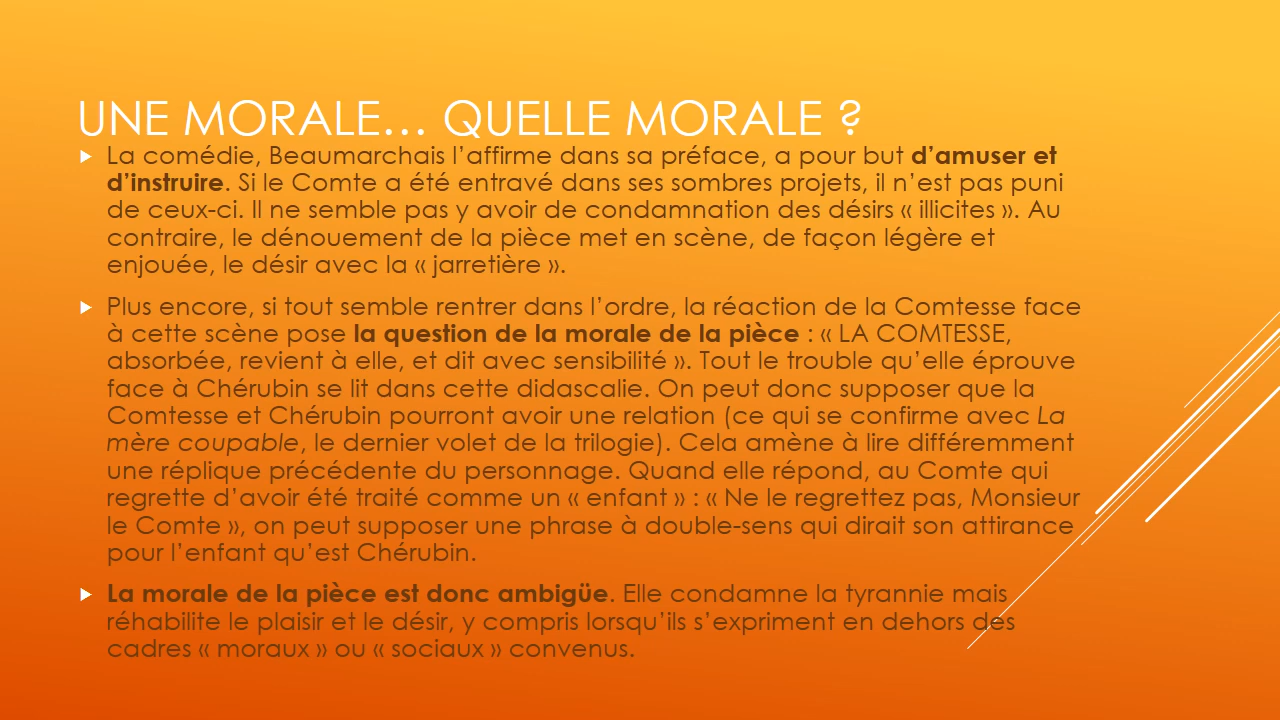 UNE MORALE… QUELLE MORALE ?
La comédie, Beaumarchais l’affirme dans sa préface, a pour but d’amuser et
d’instruire. Si le Comte a été entravé dans ses sombres projets, il n’est pas puni
de ceux-ci. Il ne semble pas y avoir de condamnation des désirs « illicites ». Au
contraire, le dénouement de la pièce met en scène, de façon légère et
enjouée, le désir avec la « jarretière ».
Plus encore, si tout semble rentrer dans l’ordre, la réaction de la Comtesse face
à cette scène pose la question de la morale de la pièce : « LA COMTESSE,
absorbée, revient à elle, et dit avec sensibilité ». Tout le trouble qu’elle éprouve
face à Chérubin se lit dans cette didascalie. On peut donc supposer que la
Comtesse et Chérubin pourront avoir une relation (ce qui se confirme avec La
mère coupable, le dernier volet de la trilogie). Cela amène à lire différemment
une réplique précédente du personnage. Quand elle répond, au Comte qui
regrette d’avoir été traité comme un « enfant » : « Ne le regrettez pas, Monsieur
le Comte », on peut supposer une phrase à double-sens qui dirait son attirance
pour l’enfant qu’est Chérubin.
La morale de la pièce est donc ambigüe. Elle condamne la tyrannie mais
réhabilite le plaisir et le désir, y compris lorsqu’ils s’expriment en dehors des
cadres « moraux » ou « sociaux » convenus.